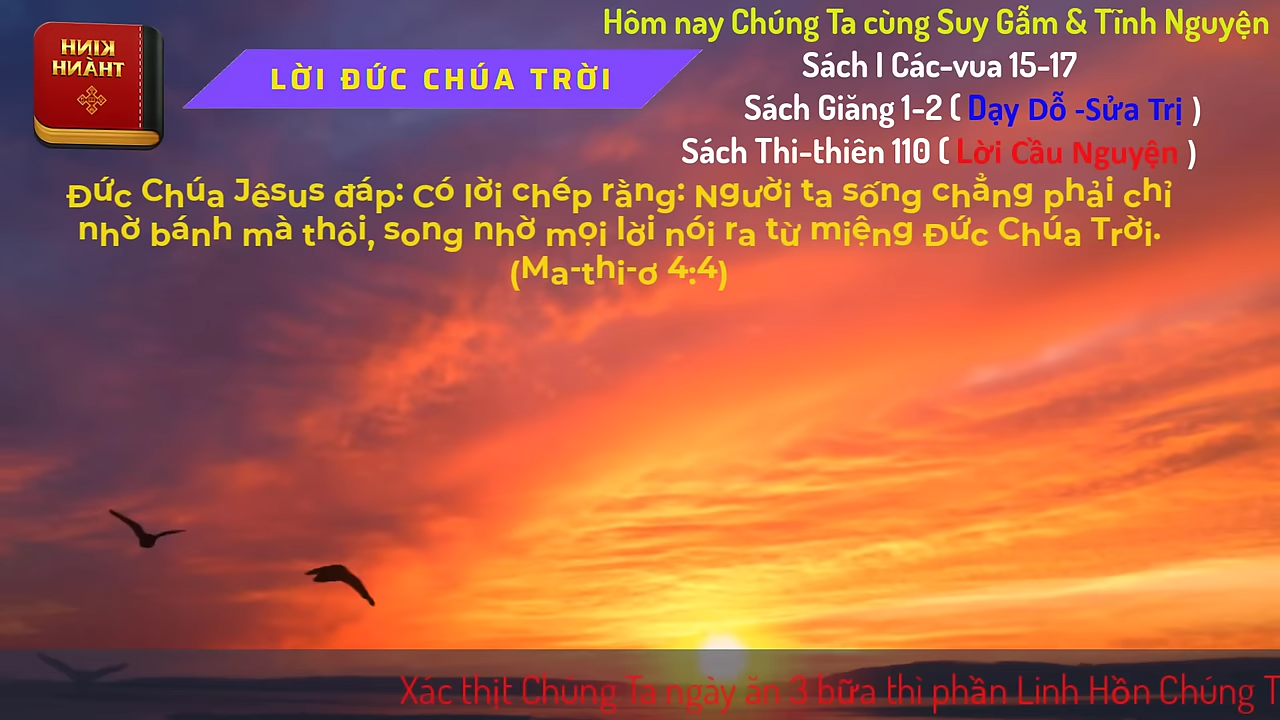 KINH
THÀNH
LỜI ĐỨC CHÚA TRỜI
Hôm nay Chúng Ta cùng Suy Gẫm & Tĩnh Nguyện
Sách I Các-vua 15-17
Sách Giăng 1-2 ( Dạy Dỗ -Sửa Trị )
Sách Thi-thiên 110 ( Lời Cầu Nguyện )
Đức Chúa Jêsus đáp: Có lời chép rằng: Người ta sống chẳng phải chỉ
nhờ bánh mà thôi, song nhờ mọi lời nói ra từ miệng Đức Chúa Trời.
(Ma-thi-ơ 4:4)
Xác thịt Chúng Ta ngày ăn 3 bữa thì phần Linh Hồn Chúng T